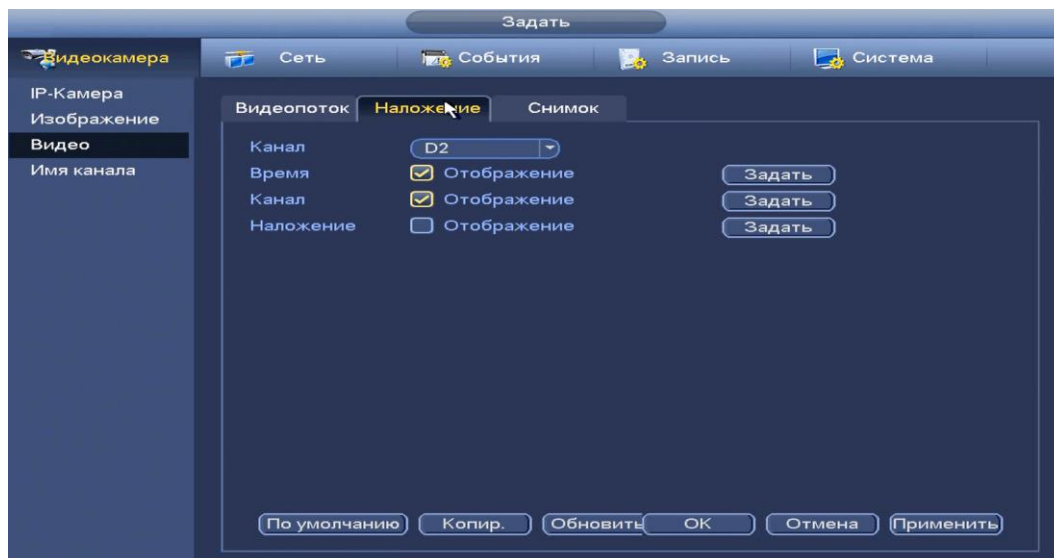 Задать
Видеокамера Сеть События Запись Система
IP-Камера
Изображение
Видео
Имя канала
Видеопоток Наложение Снимок
Канал D2
Время Отображение Задать
Канал Отображение Задать
Наложение Отображение Задать
По умолчанию Копир. Обновить OK Отмена Применить